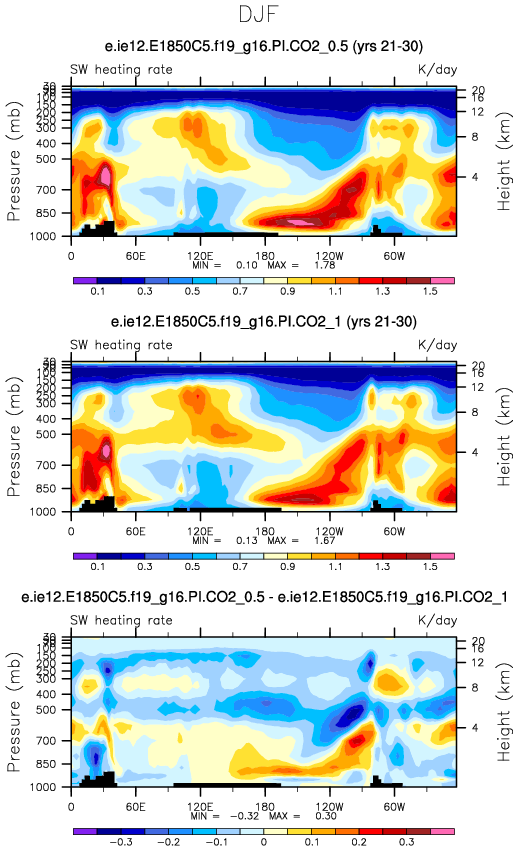 DJF
e.ie12.E1850C5.f19_g16.PI.CO2_0.5 (yrs 21-30)
SW heating rate K/day
Pressure (mb)
30
50
70
100
150
200
250
300
400
500
700
850
1000
20
16
12
8
4
Height (km)
0 60E 120E 180 120W 60W
MIN = 0.10 MAX = 1.78
0.1 0.3 0.5 0.7 0.9 1.1 1.3 1.5
e.ie12.E1850C5.f19_g16.PI.CO2_1 (yrs 21-30)
SW heating rate K/day
Pressure (mb)
30
50
70
100
150
200
250
300
400
500
700
850
1000
20
16
12
8
4
Height (km)
0 60E 120E 180 120W 60W
MIN = 0.13 MAX = 1.67
0.1 0.3 0.5 0.7 0.9 1.1 1.3 1.5
e.ie12.E1850C5.f19_g16.PI.CO2_0.5 - e.ie12.E1850C5.f19_g16.PI.CO2_1
SW heating rate K/day
Pressure (mb)
30
50
70
100
150
200
250
300
400
500
700
850
1000
20
16
12
8
4
Height (km)
0 60E 120E 180 120W 60W
MIN = -0.32 MAX = 0.30
-0.3 -0.2 -0.1 0 0.1 0.2 0.3